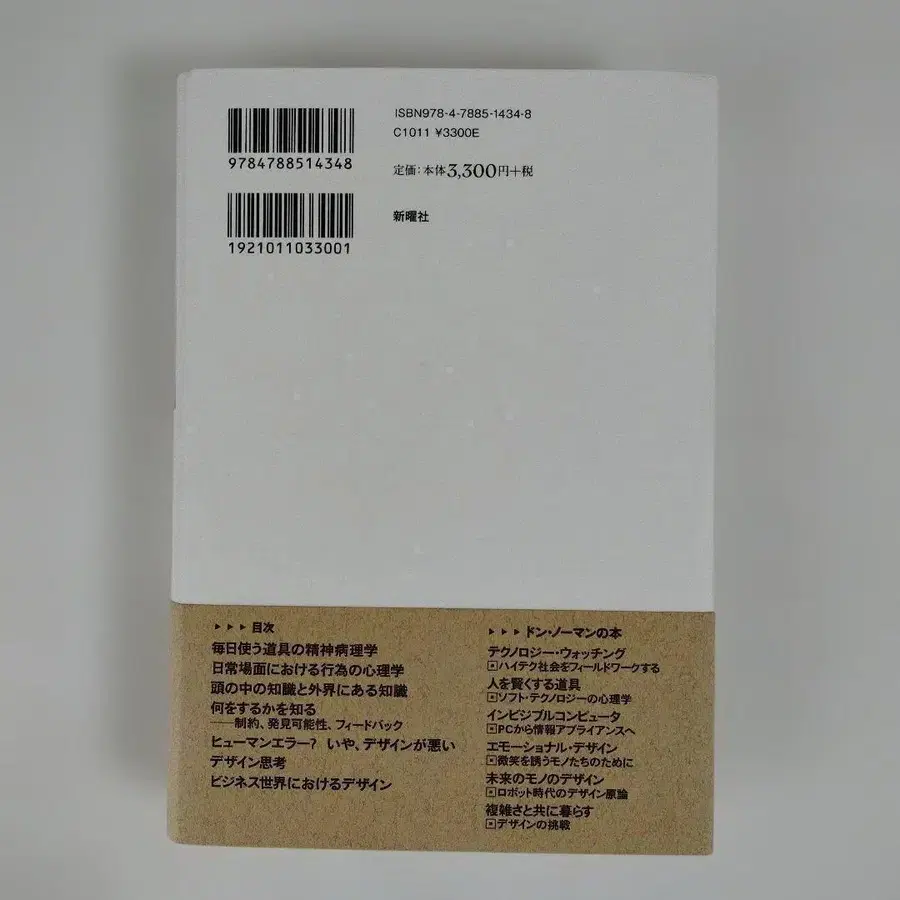 ISBN978-4-7885-1434-8
C1011 ¥3300E
9784788514348
定価：本体3,300円+税
新曜社
1921011033001
▶ ▶ ▶ 目次
毎日使う道具の精神病理学
日常場面における行為の心理学
頭の中の知識と外界にある知識
何をするかを知る
――制約、発見可能性、フィードバック
ヒューマンエラー？ いや、デザインが悪い
デザイン思考
ビジネス世界におけるデザイン
▶ ▶ ▶ ドン・ノーマンの本
テクノロジー・ウォッチング
▣ハイテク社会をフィールドワークする
人を賢くする道具
▣ソフト・テクノロジーの心理学
インビジブルコンピュータ
▣PCから情報アプライアンスへ
エモーショナル・デザイン
▣微笑を誘うモノたちのために
未来のモノのデザイン
▣ロボット時代のデザイン原論
複雑さと共に暮らす
▣デザインの挑戦